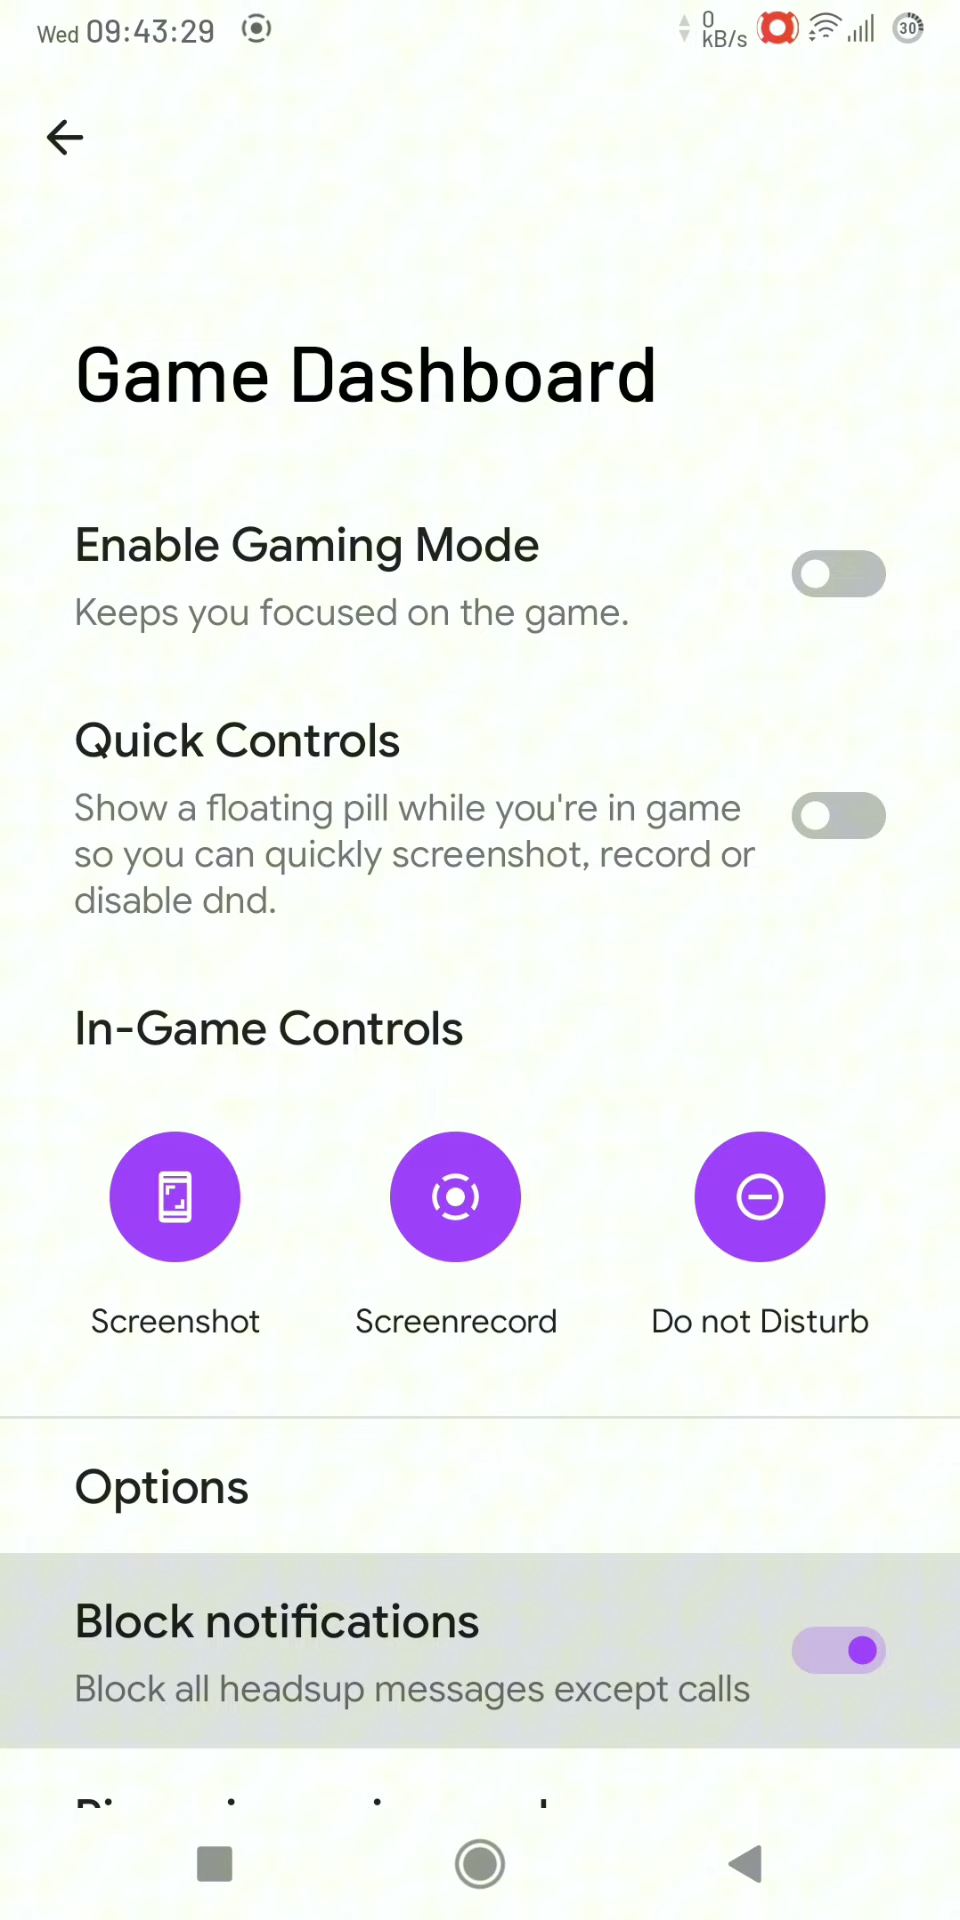 Wed 09:43:29
0
kB/s
30
Game Dashboard
Enable Gaming Mode
Keeps you focused on the game.
Quick Controls
Show a floating pill while you're in game
so you can quickly screenshot, record or
disable dnd.
In-Game Controls
Screenshot Screenrecord Do not Disturb
Options
Block notifications
Block all headsup messages except calls